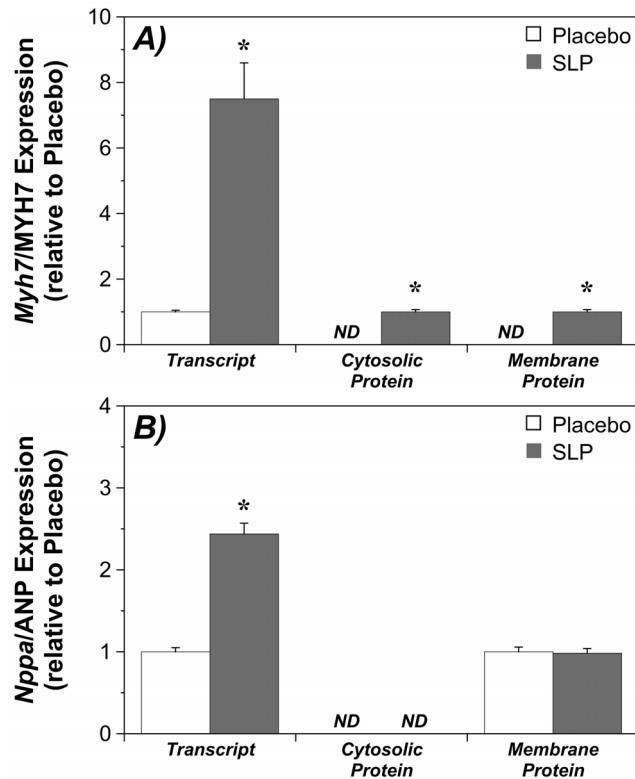 A)
Placebo
SLP
10
8
6
4
2
0
Myh7/MYH7 Expression
(relative to Placebo)
*
ND
*
ND
*
Transcript
Cytosolic
Protein
Membrane
Protein
B)
Placebo
SLP
4
3
2
1
0
Nppa/ANP Expression
(relative to Placebo)
*
ND
ND
Transcript
Cytosolic
Protein
Membrane
Protein